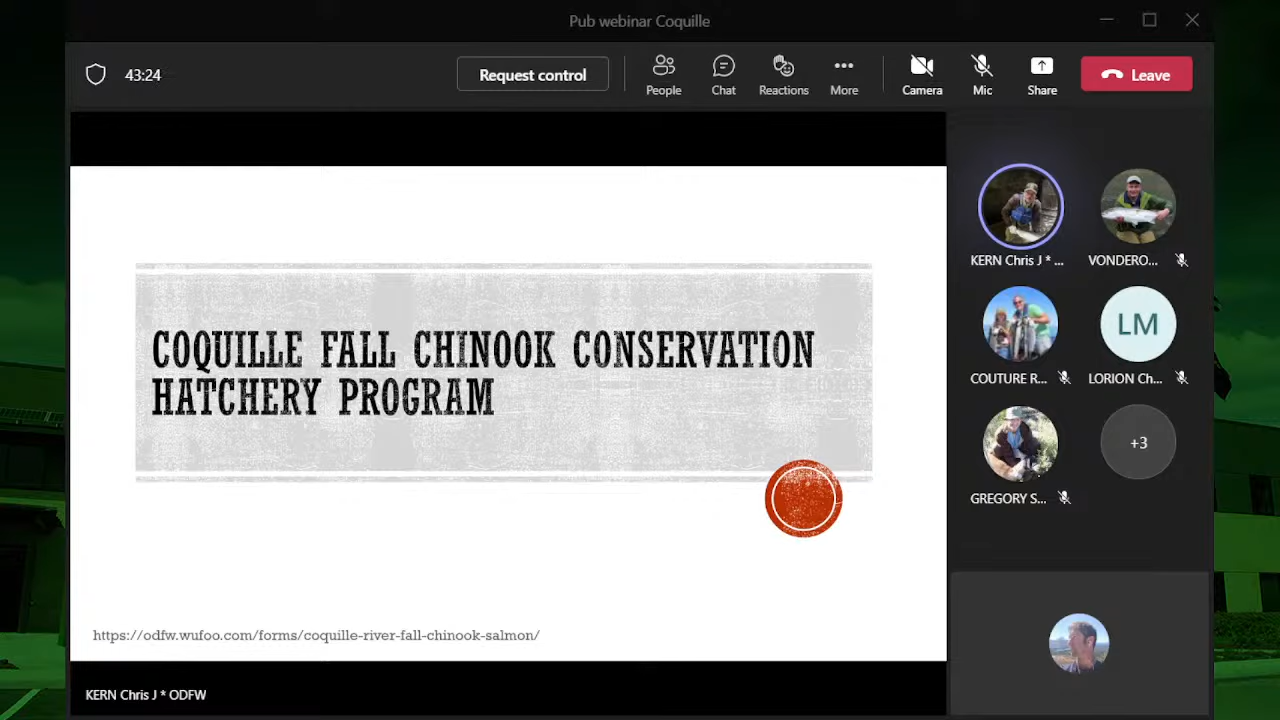 Pub webinar Coquille
43:24
Request control
People
Chat
Reactions
More
Camera
Mic
Share
Leave
COQUILLE FALL CHINOOK CONSERVATION
HATCHERY PROGRAM
https://odfw.wufoo.com/forms/coquille-river-fall-chinook-salmon/
KERN Chris J * ODFW
KERN Chris J * ...
VONDERO...
LM
COUTURE R...
LORION Ch...
+3
GREGORY S...